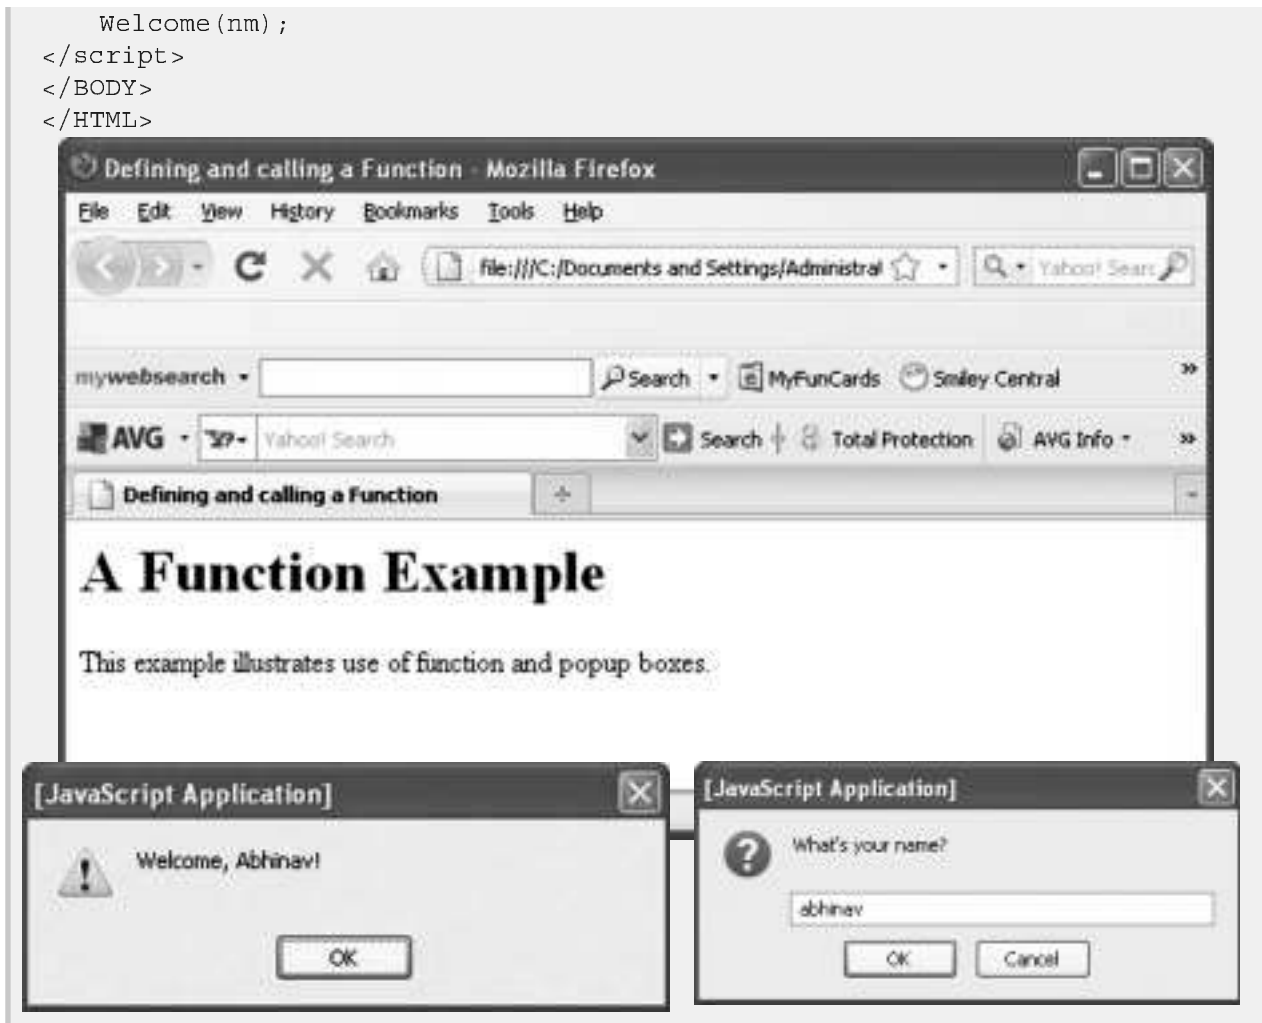 Welcome(nm);
</script>
</BODY>
</HTML>
Defining and calling a Function - Mozilla Firefox
File Edit View History Bookmarks Tools Help
file:///C:/Documents and Settings/Administrat Yahoo! Searc
mywebsearch Search MyFunCards Smiley Central »
AVG Yahoo! Search Search Total Protection AVG Info »
Defining and calling a Function
A Function Example
This example illustrates use of function and popup boxes.
[JavaScript Application]
Welcome, Abhinav!
OK
[JavaScript Application]
What's your name?
abhinav
OK Cancel